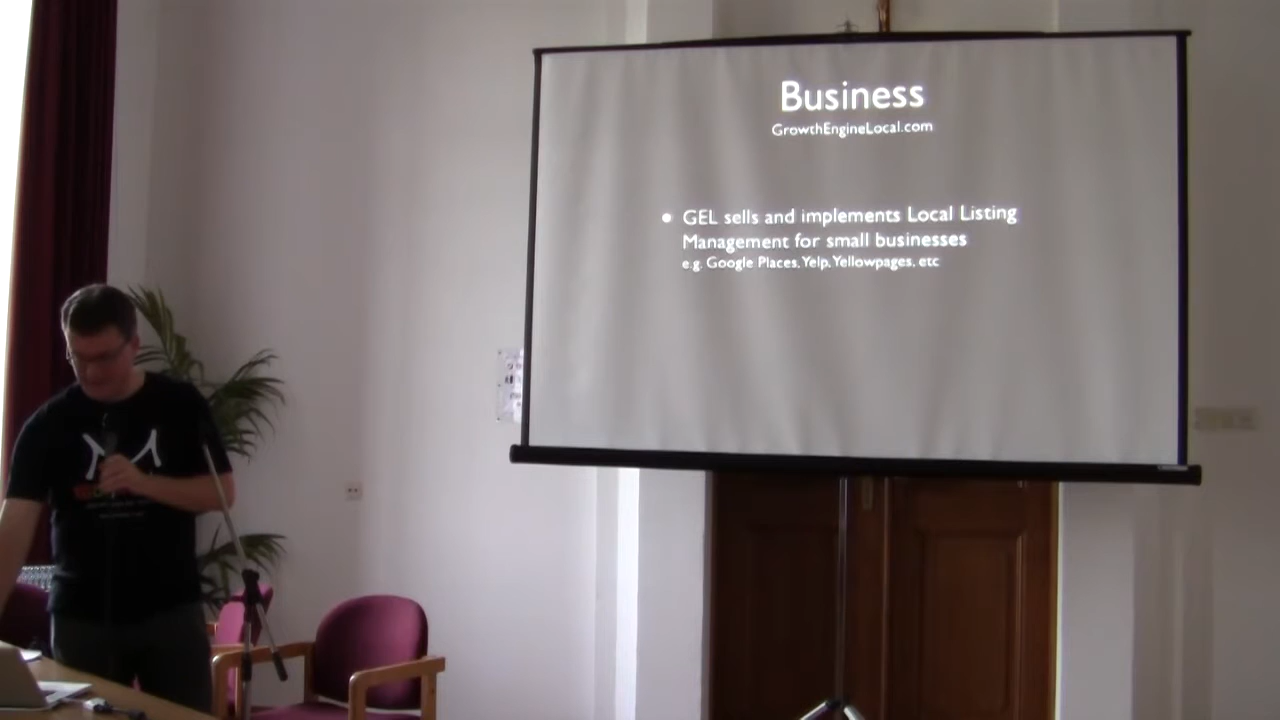 Business
GrowthEngineLocal.com
• GEL sells and implements Local Listing
Management for small businesses
e.g. Google Places, Yelp, Yellowpages, etc